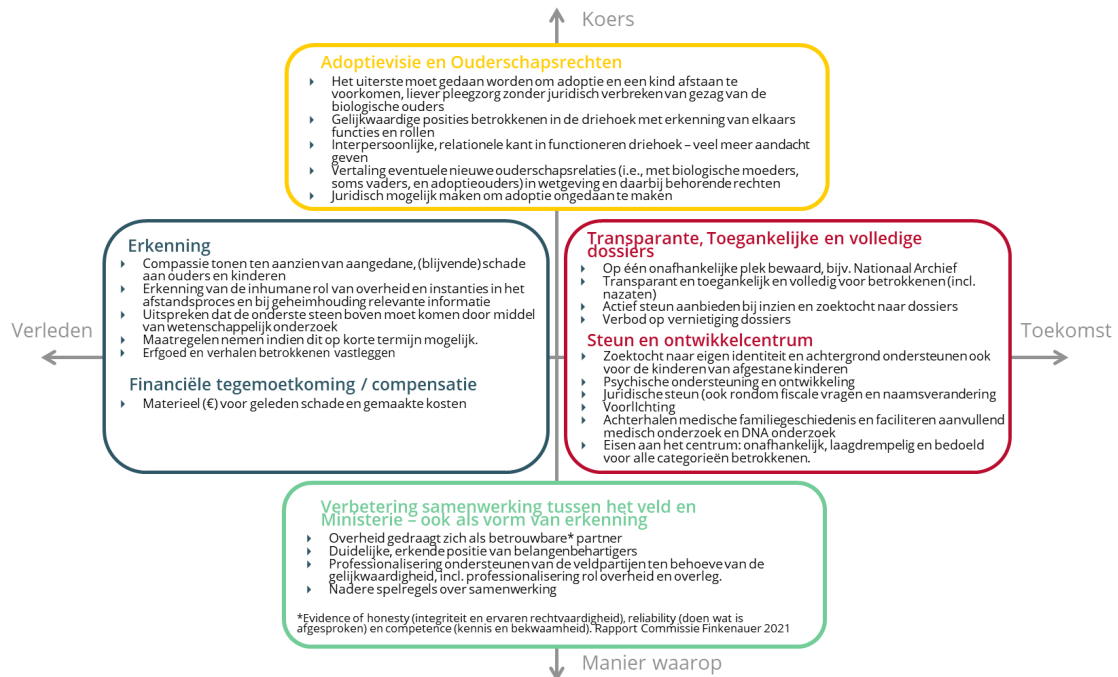 Koers
Adoptievisie en Ouderschapsrechten
Het uiterste moet gedaan worden om adoptie en een kind afstaan te
voorkomen, liever pleegzorg zonder juridisch verbreken van gezag van de
biologische ouders
Gelijkwaardige posities betrokkenen in de driehoek met erkenning van elkaars
functies en rollen
Interpersoonlijke, relationele kant in functioneren driehoek – veel meer aandacht
geven
Vertaling eventuele nieuwe ouderschapsrelaties (i.e., met biologische moeders,
soms vaders, en adoptieouders) in wetgeving en daarbij behorende rechten
Juridisch mogelijk maken om adoptie ongedaan te maken
Verleden
Erkenning
Compassie tonen ten aanzien van aangedane, (blijvende) schade
aan ouders en kinderen
Erkenning van de inhumane rol van overheid en instanties in het
afstandsproces en bij geheimhouding relevante informatie
Uitspreken dat de onderste steen boven moet komen door middel
van wetenschappelijk onderzoek
Maatregelen nemen indien dit op korte termijn mogelijk.
Erfgoed en verhalen betrokkenen vastleggen
Financiële tegemoetkoming / compensatie
Materieel (€) voor geleden schade en gemaakte kosten
Transparante, Toegankelijke en volledige
dossiers
Op één onafhankelijke plek bewaard, bijv. Nationaal Archief
Transparant en toegankelijk en volledig voor betrokkenen (incl.
nazaten)
Actief steun aanbieden bij inzien en zoektocht naar dossiers
Verbod op vernietiging dossiers
Steun en ontwikkelcentrum
Zoektocht naar eigen identiteit en achtergrond ondersteunen ook
voor de kinderen van afgestane kinderen
Psychische ondersteuning en ontwikkeling
Juridische steun (ook rondom fiscale vragen en naamsverandering
Voorlichting
Achterhalen medische familiegeschiedenis en faciliteren aanvullend
medisch onderzoek en DNA onderzoek
Eisen aan het centrum: onafhankelijk, laagdrempelig en bedoeld
voor alle categorieën betrokkenen.
Toekomst
Verbetering samenwerking tussen het veld en
Ministerie – ook als vorm van erkenning
Overheid gedraagt zich als betrouwbare* partner
Duidelijke, erkende positie van belangenbehartigers
Professionalisering ondersteunen van de veldpartijen ten behoeve van de
gelijkwaardigheid, incl. professionalisering rol overheid en overleg.
Nadere spelregels over samenwerking
*Evidence of honesty (integriteit en ervaren rechtvaardigheid), reliability (doen wat is
afgesproken) en competence (kennis en bekwaamheid). Rapport Commissie Finkenauer 2021
Manier waarop